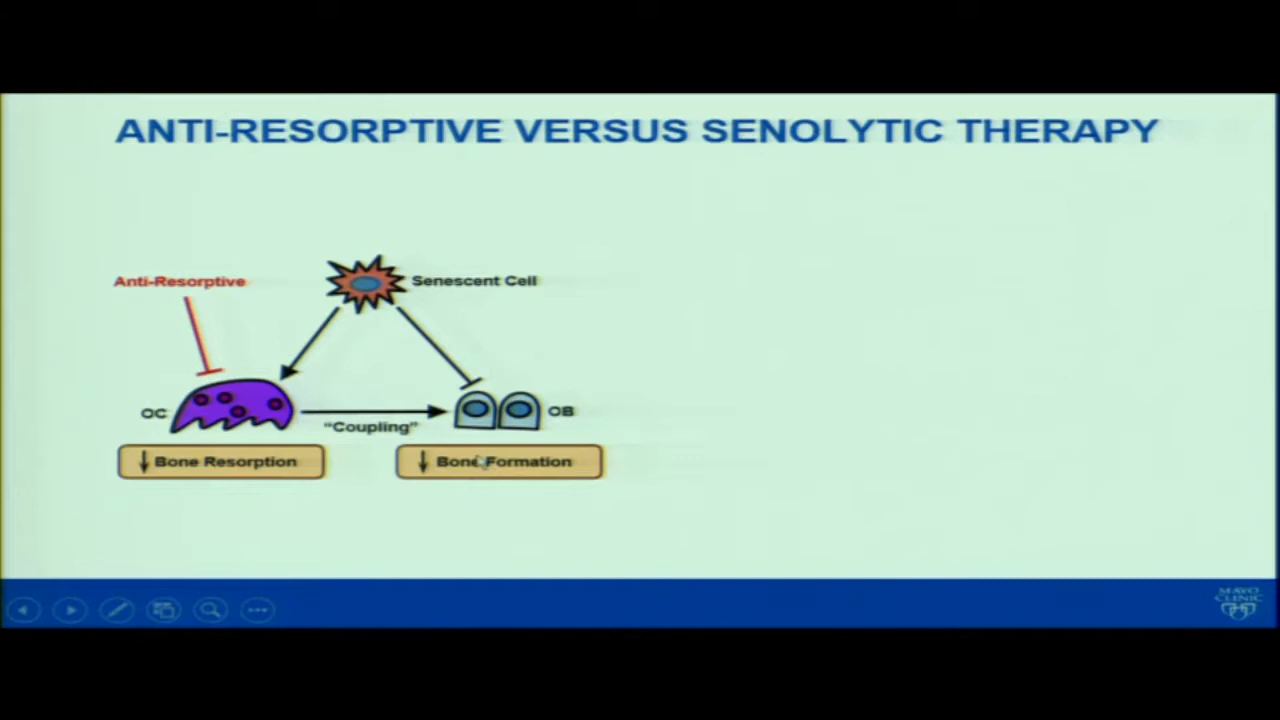 ANTI-RESORPTIVE VERSUS SENOLYTIC THERAPY
Anti-Resorptive
Senescent Cell
OC
"Coupling"
OB
↓ Bone Resorption
↓ Bone Formation
MAYO
CLINIC